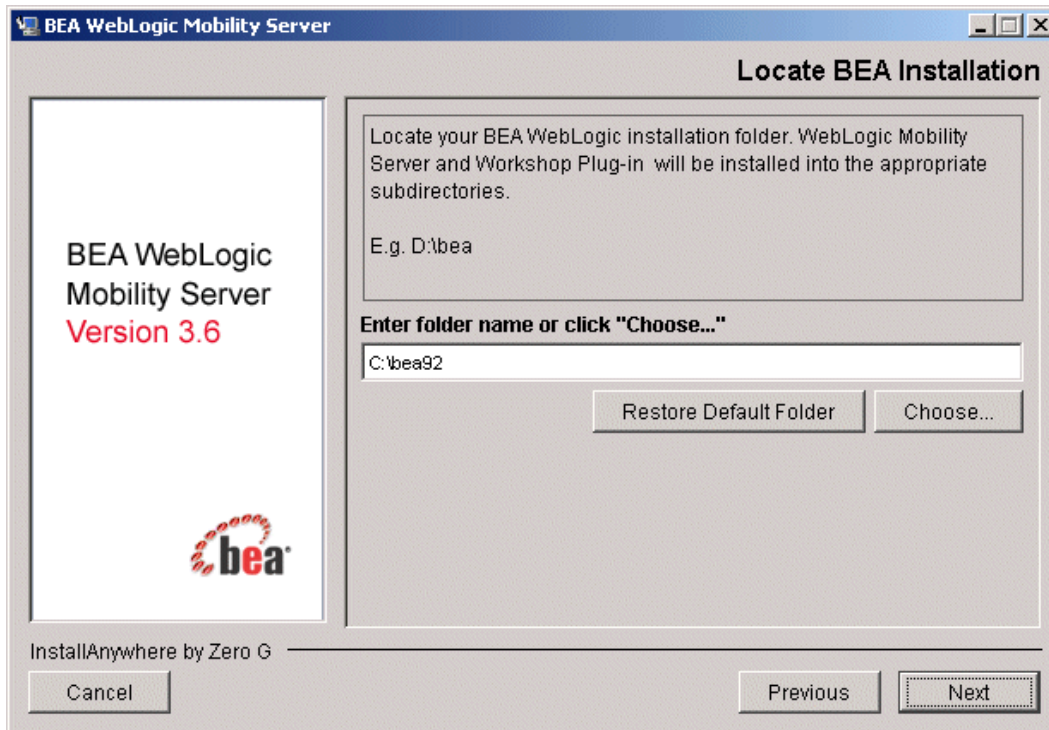 BEA WebLogic Mobility Server
Locate BEA Installation
BEA WebLogic
Mobility Server
Version 3.6
bea
Locate your BEA WebLogic installation folder. WebLogic Mobility
Server and Workshop Plug-in will be installed into the appropriate
subdirectories.
E.g. D:\bea
Enter folder name or click "Choose..."
C:\bea92
Restore Default Folder
Choose...
InstallAnywhere by Zero G
Cancel
Previous
Next